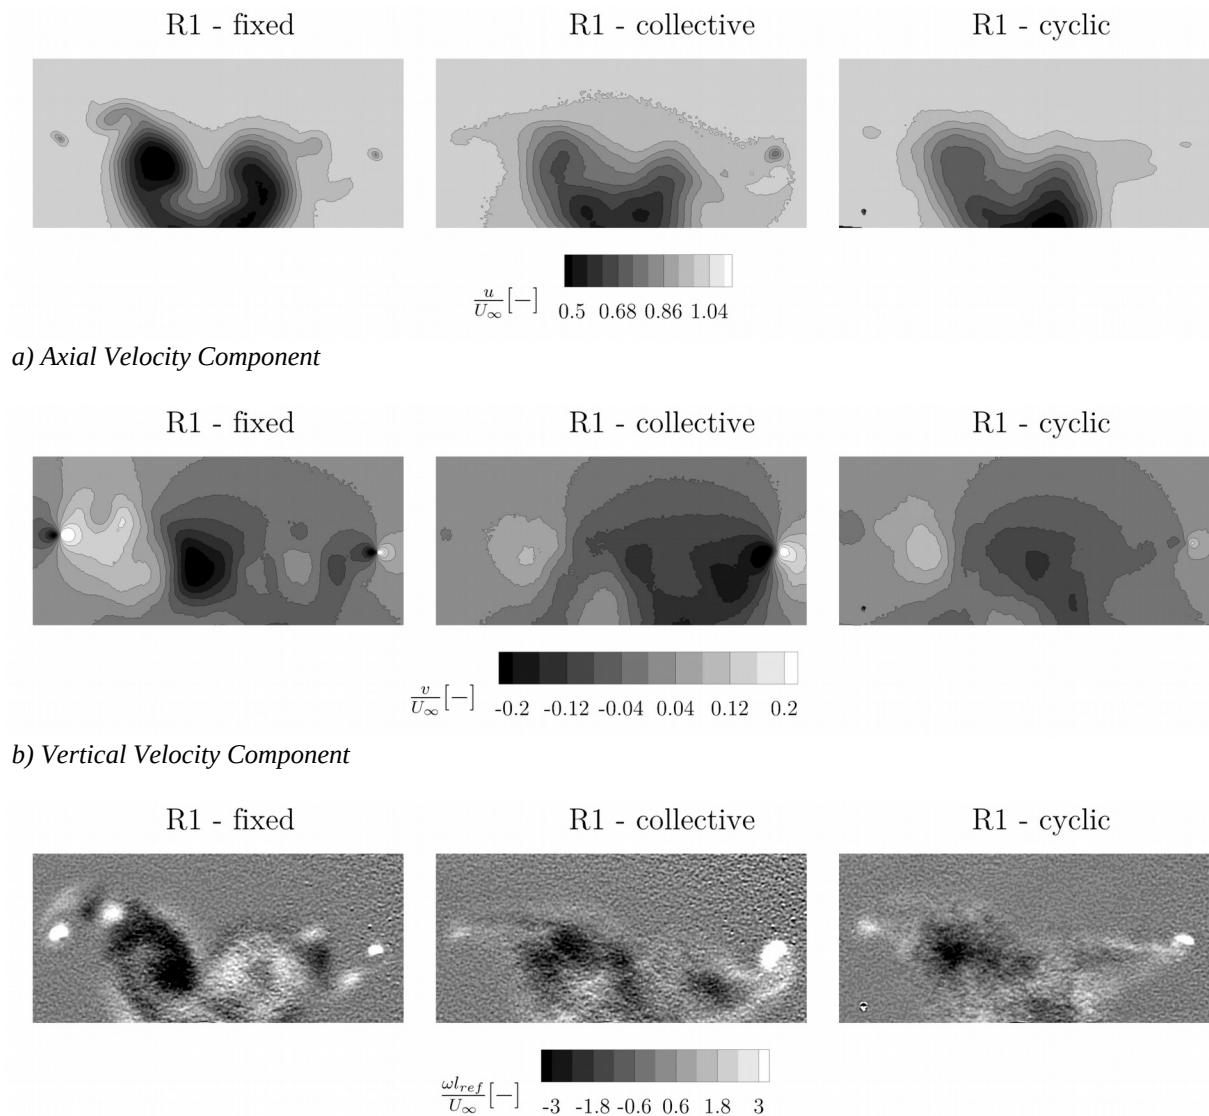 R1 - fixed R1 - collective R1 - cyclic
u/U∞[−] 0.5 0.68 0.86 1.04
a) Axial Velocity Component
R1 - fixed R1 - collective R1 - cyclic
v/U∞[−] -0.2 -0.12 -0.04 0.04 0.12 0.2
b) Vertical Velocity Component
R1 - fixed R1 - collective R1 - cyclic
ωl_ref/U∞[−] -3 -1.8 -0.6 0.6 1.8 3